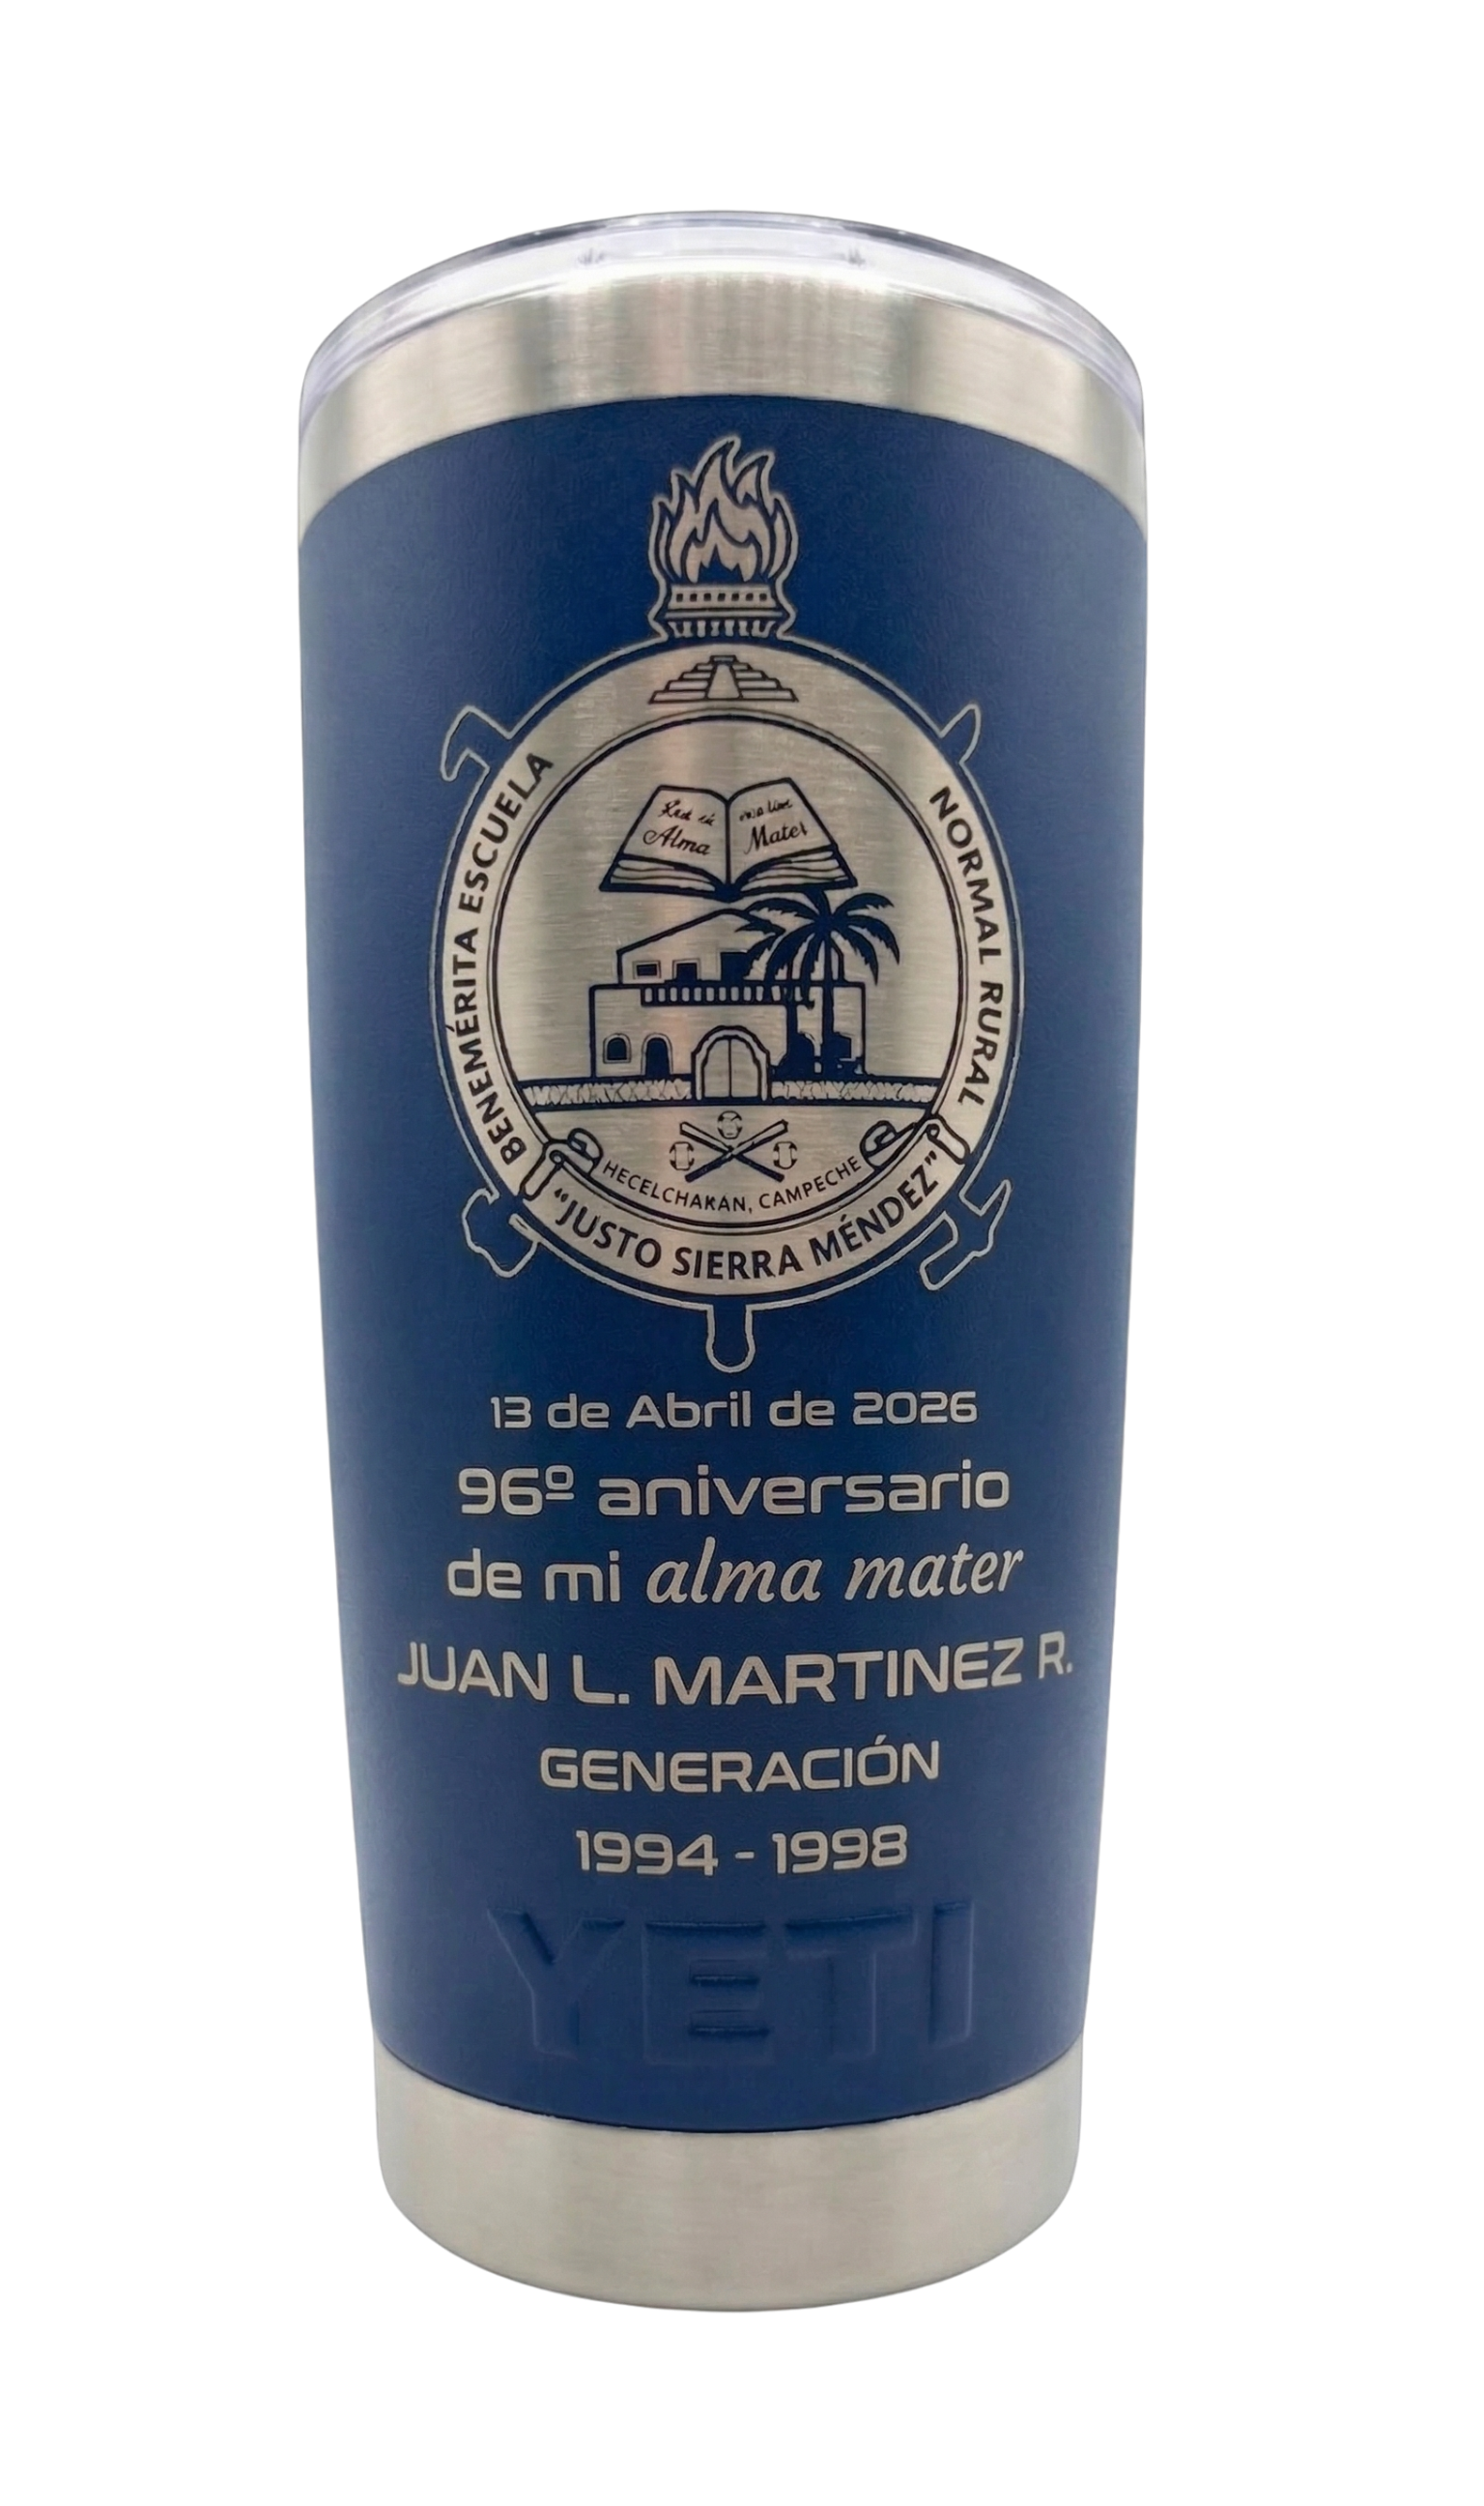 BENEMÉRITA ESCUELA
NORMAL RURAL
Alma
Mater
HECELCHAKAN, CAMPECHE
“JUSTO SIERRA MÉNDEZ”
13 de Abril de 2026
96º aniversario
de mi alma mater
JUAN L. MARTINEZ R.
GENERACIÓN
1994 - 1998
YETI